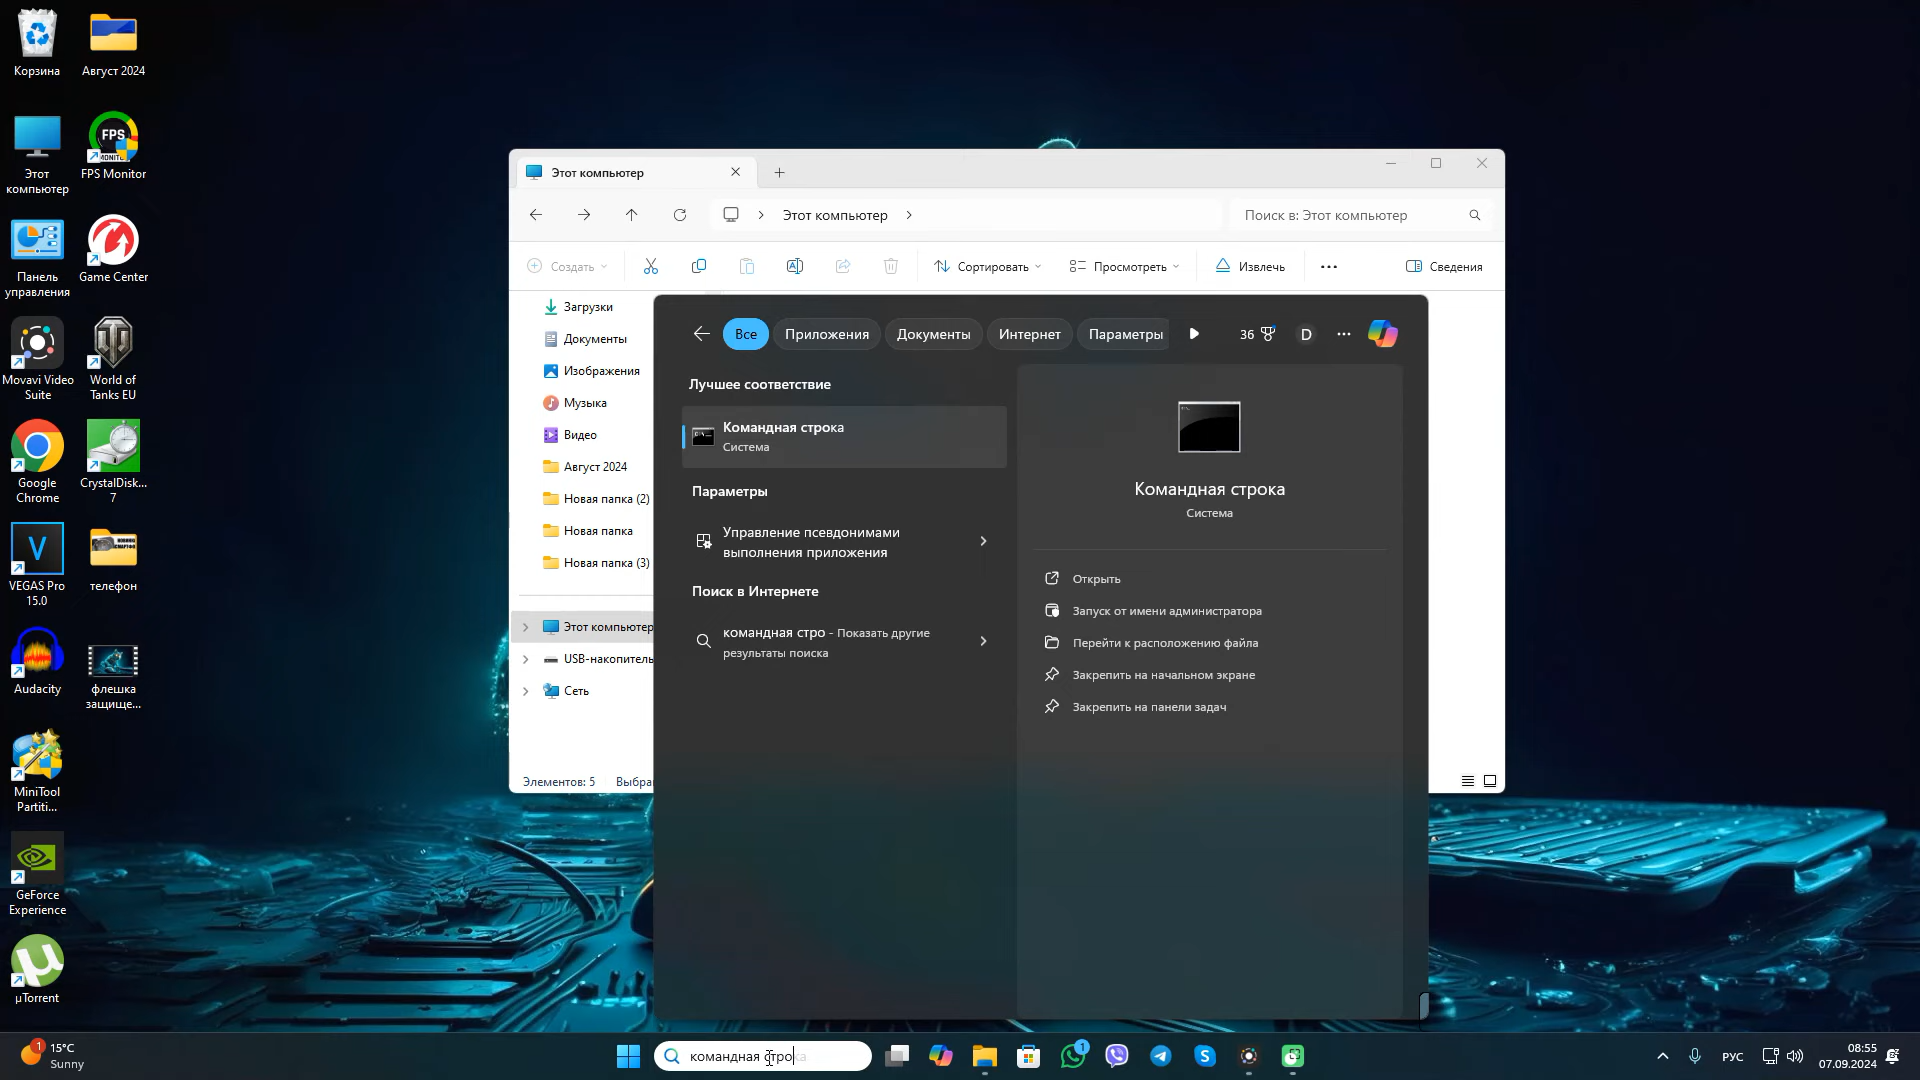 Корзина
Август 2024
Этот
компьютер
FPS
MONIT
FPS Monitor
Панель
управления
Game Center
Movavi Video
Suite
World of
Tanks EU
Google
Chrome
CrystalDisk...
7
VEGAS Pro
15.0
телефон
Audacity
флешка
защище...
MiniTool
Partiti...
GeForce
Experience
µTorrent
Этот компьютер
Этот компьютер
Поиск в: Этот компьютер
Создать
Сортировать
Просмотреть
Извлечь
Сведения
Загрузки
Документы
Изображения
Музыка
Видео
Август 2024
Новая папка (2)
Новая папка
Новая папка (3)
Этот компьютер
USB-накопитель
Сеть
Элементов: 5
Выбра
Все
Приложения
Документы
Интернет
Параметры
36
D
Лучшее соответствие
Командная строка
Система
Параметры
Управление псевдонимами
выполнения приложения
Поиск в Интернете
командная стро - Показать другие
результаты поиска
Командная строка
Система
Открыть
Запуск от имени администратора
Перейти к расположению файла
Закрепить на начальном экране
Закрепить на панели задач
1
15°C
Sunny
командная строка
1
РУС
08:55
07.09.2024